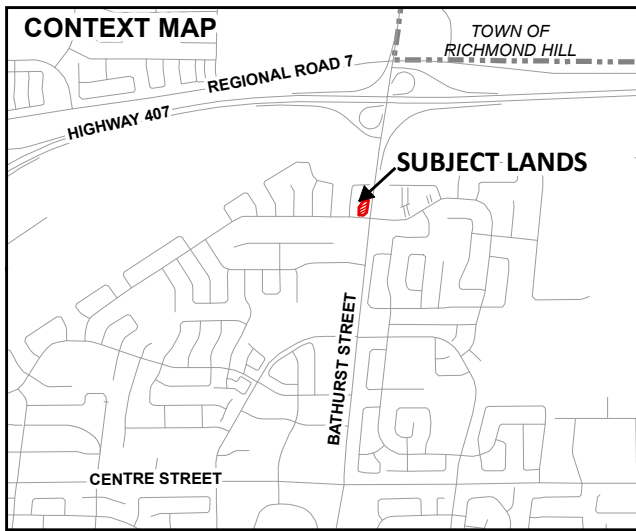 CONTEXT MAP
TOWN OF
RICHMOND HILL
REGIONAL ROAD 7
HIGHWAY 407
SUBJECT LANDS
BATHURST STREET
CENTRE STREET